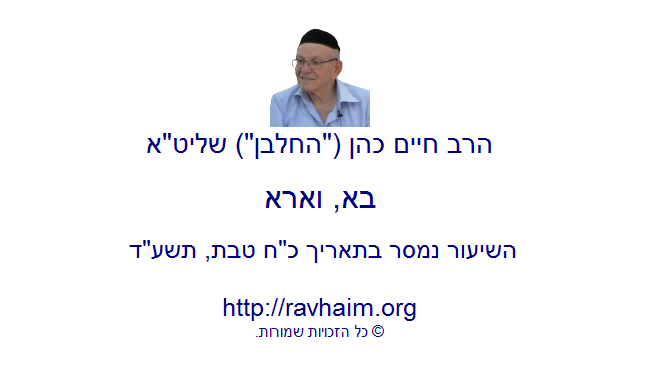 הרב חיים כהן ("החלבן") שליט"א
בא, וארא
השיעור נמסר בתאריך כ"ח טבת, תשע"ד
http://ravhaim.org
© כל הזכויות שמורות.